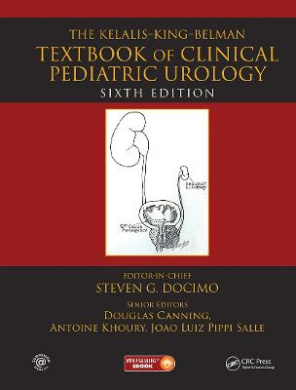 THE KELALIS–KING–BELMAN
TEXTBOOK OF CLINICAL
PEDIATRIC UROLOGY
SIXTH EDITION
EDITOR-IN-CHIEF
STEVEN G. DOCIMO
SENIOR EDITORS
DOUGLAS CANNING,
ANTOINE KHOURY, JOAO LUIZ PIPPI SALLE
EBOOK
CRC Press